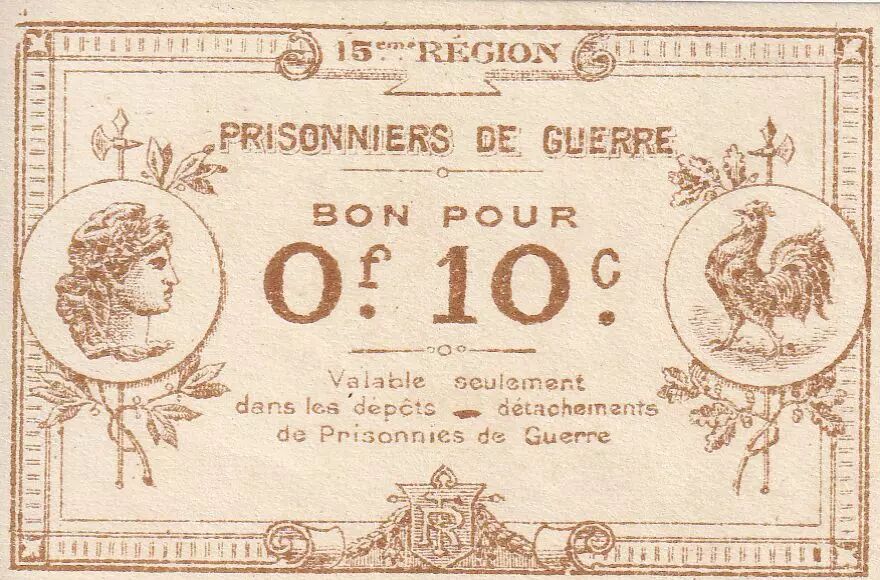 15eme RÉGION
PRISONNIERS DE GUERRE
BON POUR
0f. 10c.
Valable seulement
dans les dépôts - détachements
de Prisonnies de Guerre
RF